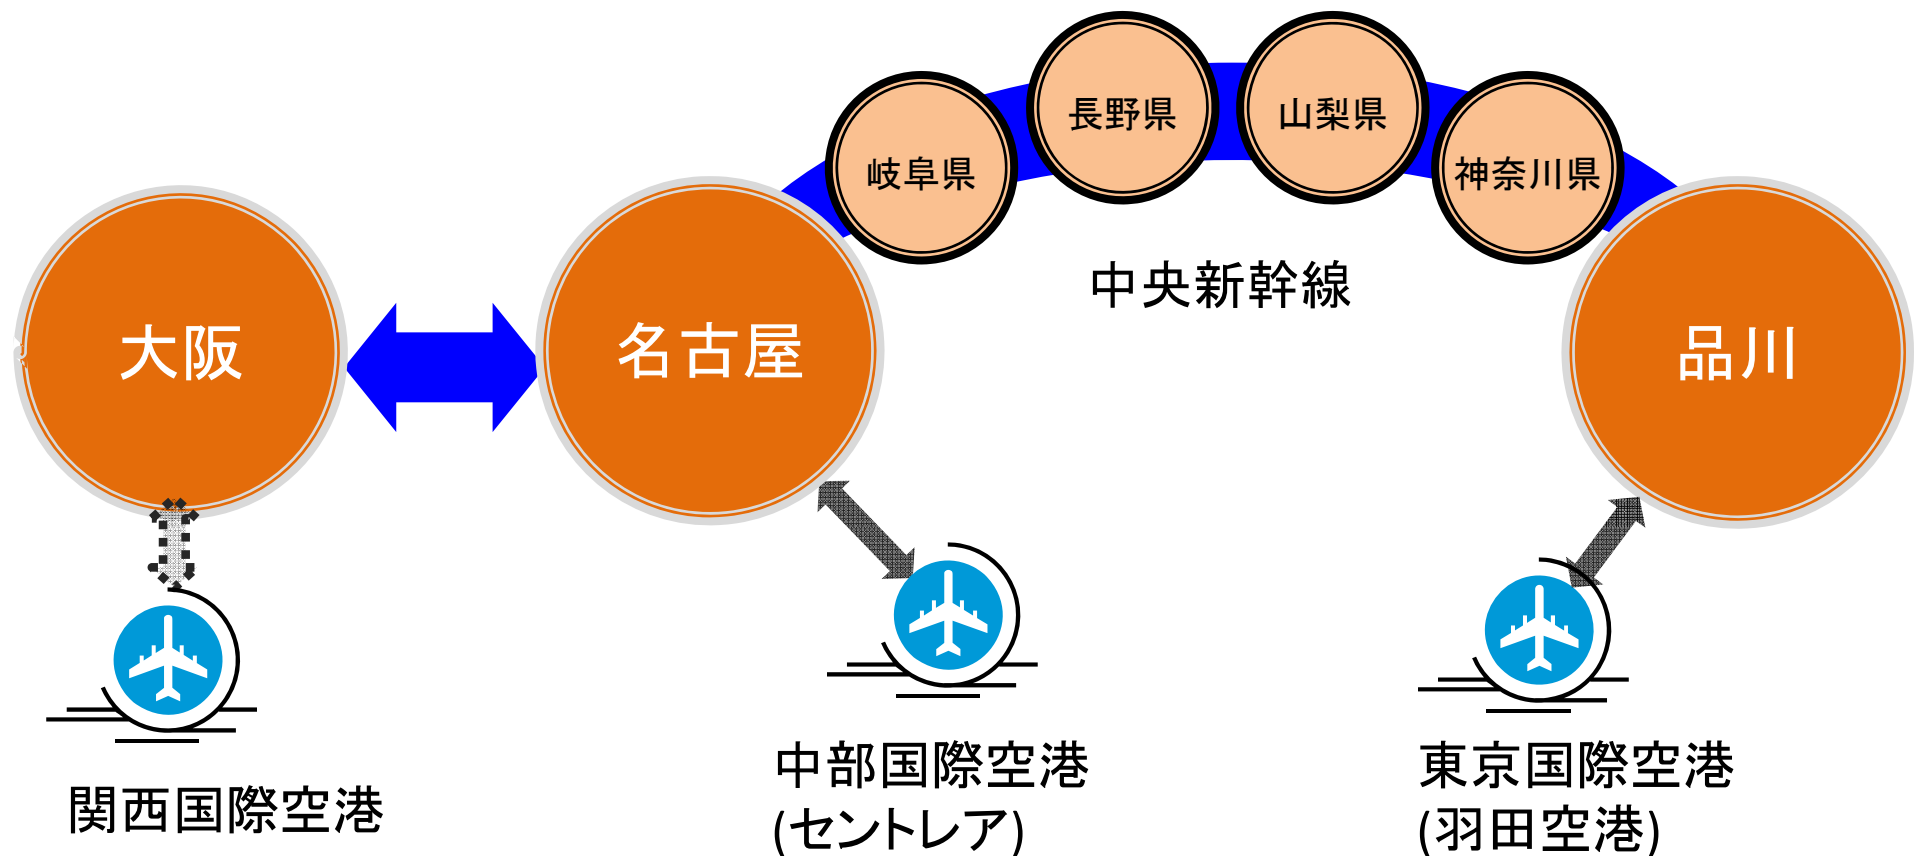 長野県
山梨県
岐阜県
神奈川県
中央新幹線
大阪
名古屋
品川
関西国際空港
中部国際空港
(セントレア)
東京国際空港
(羽田空港)